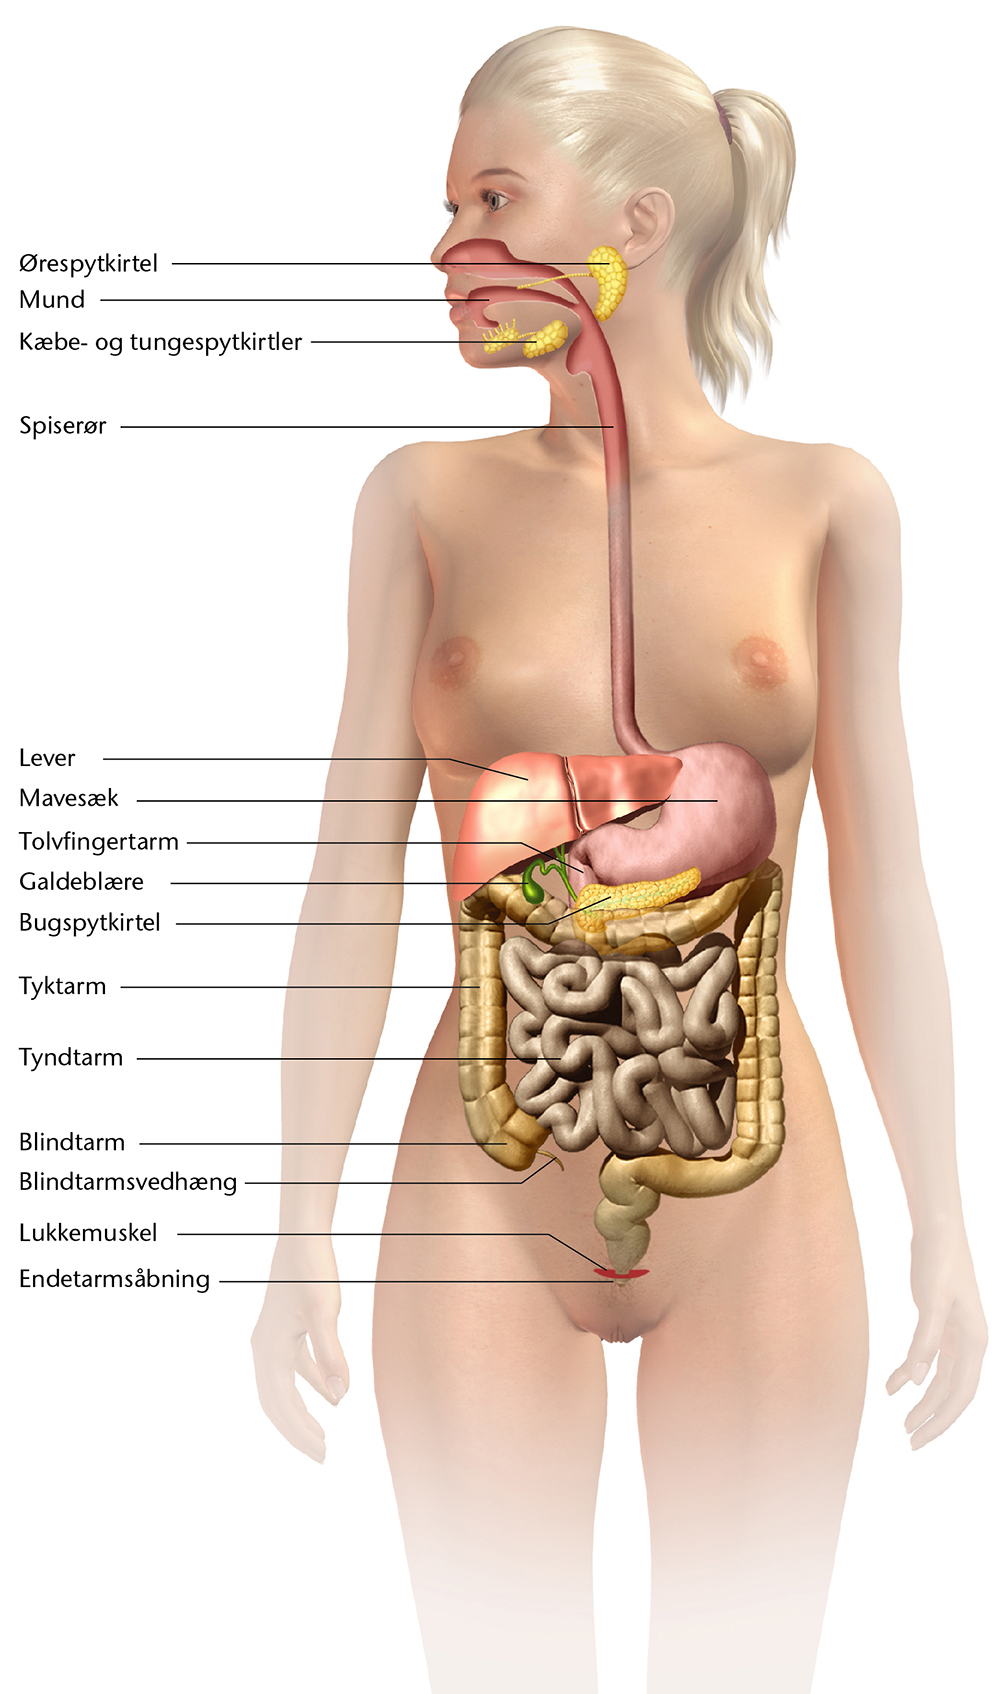 Ørespytkirtel
Mund
Kæbe- og tungespytkirtler
Spiserør
Lever
Mavesæk
Tolvfingertarm
Galdeblære
Bugspytkirtel
Tyktarm
Tyndtarm
Blindtarm
Blindtarmsvedhæng
Lukkemuskel
Endetarmsåbning